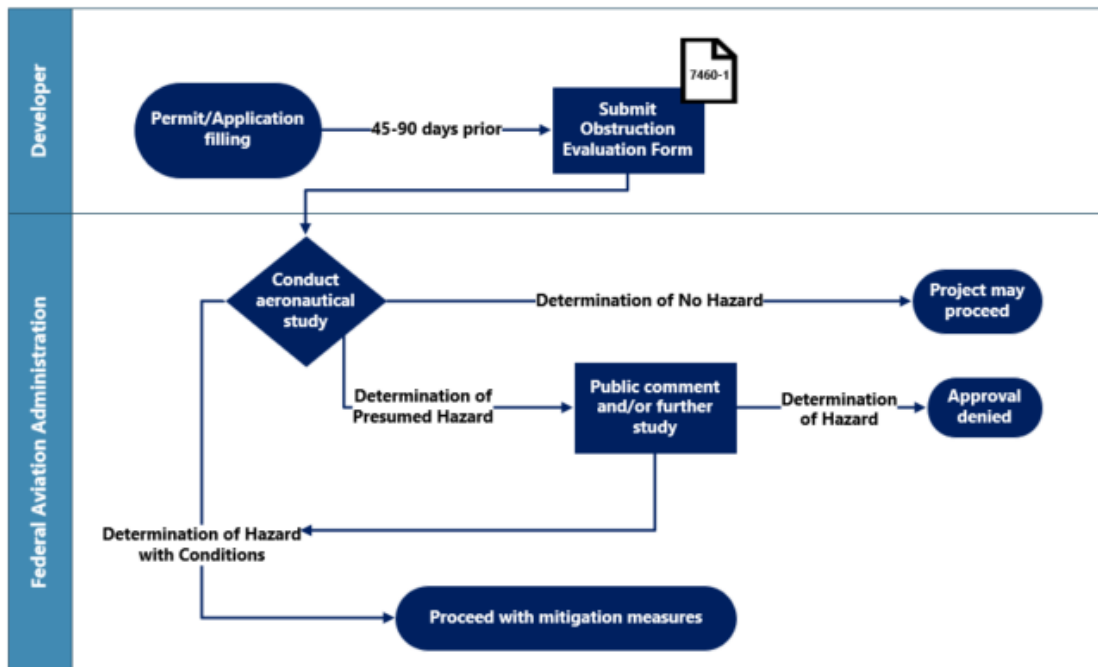 Developer
7460-1
Permit/Application
filling
45-90 days prior
Submit
Obstruction
Evaluation Form
Federal Aviation Administration
Conduct
aeronautical
study
Determination of No Hazard
Project may
proceed
Determination of
Presumed Hazard
Public comment
and/or further
study
Determination
of Hazard
Approval
denied
Determination of Hazard
with Conditions
Proceed with mitigation measures